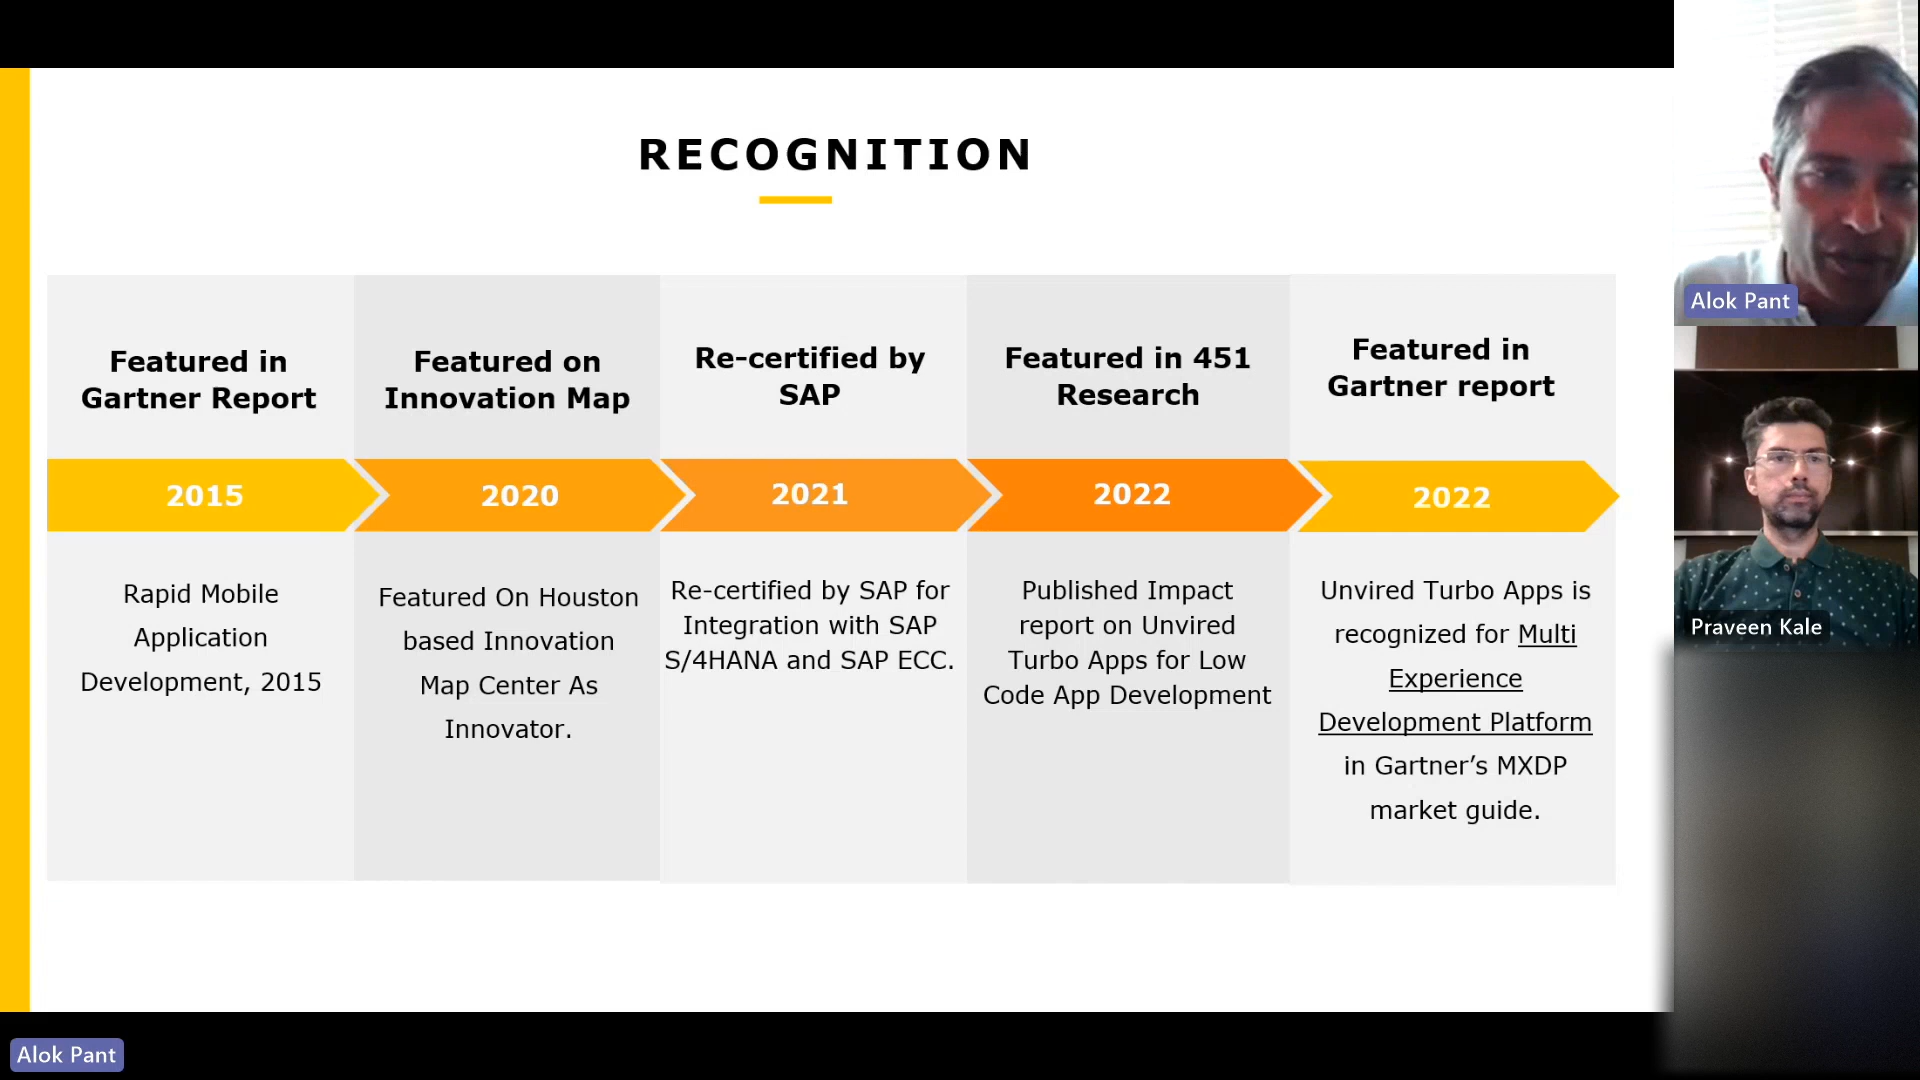 RECOGNITION
Featured in
Gartner Report
2015
Rapid Mobile
Application
Development, 2015
Featured on
Innovation Map
2020
Featured On Houston
based Innovation
Map Center As
Innovator.
Re-certified by
SAP
2021
Re-certified by SAP for
Integration with SAP
S/4HANA and SAP ECC.
Featured in 451
Research
2022
Published Impact
report on Unvired
Turbo Apps for Low
Code App Development
Featured in
Gartner report
2022
Unvired Turbo Apps is
recognized for Multi
Experience
Development Platform
in Gartner’s MXDP
market guide.
Alok Pant
Praveen Kale
Alok Pant